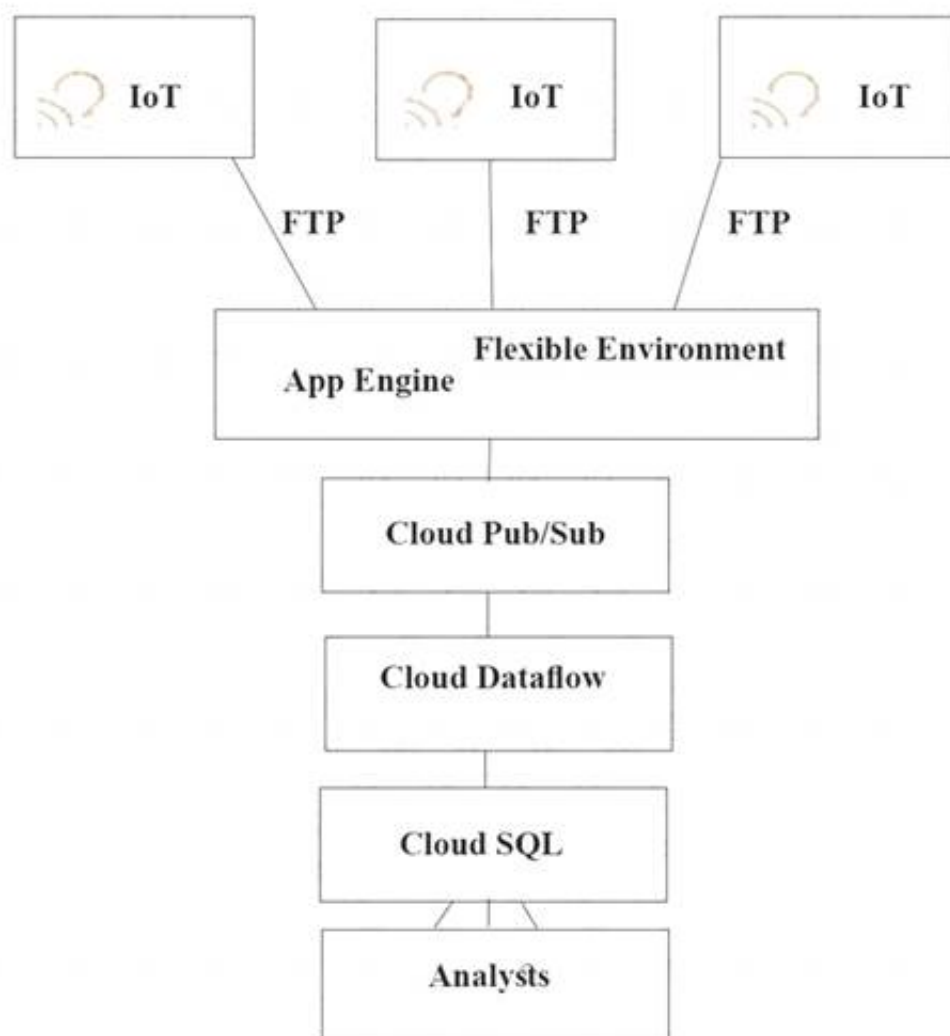 IoT
IoT
IoT
FTP
FTP
FTP
Flexible Environment
App Engine
Cloud Pub/Sub
Cloud Dataflow
Cloud SQL
Analysts